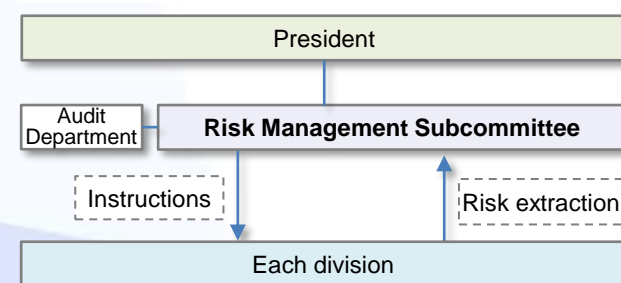 President
Audit
Department
Risk Management Subcommittee
Instructions
Risk extraction
Each division